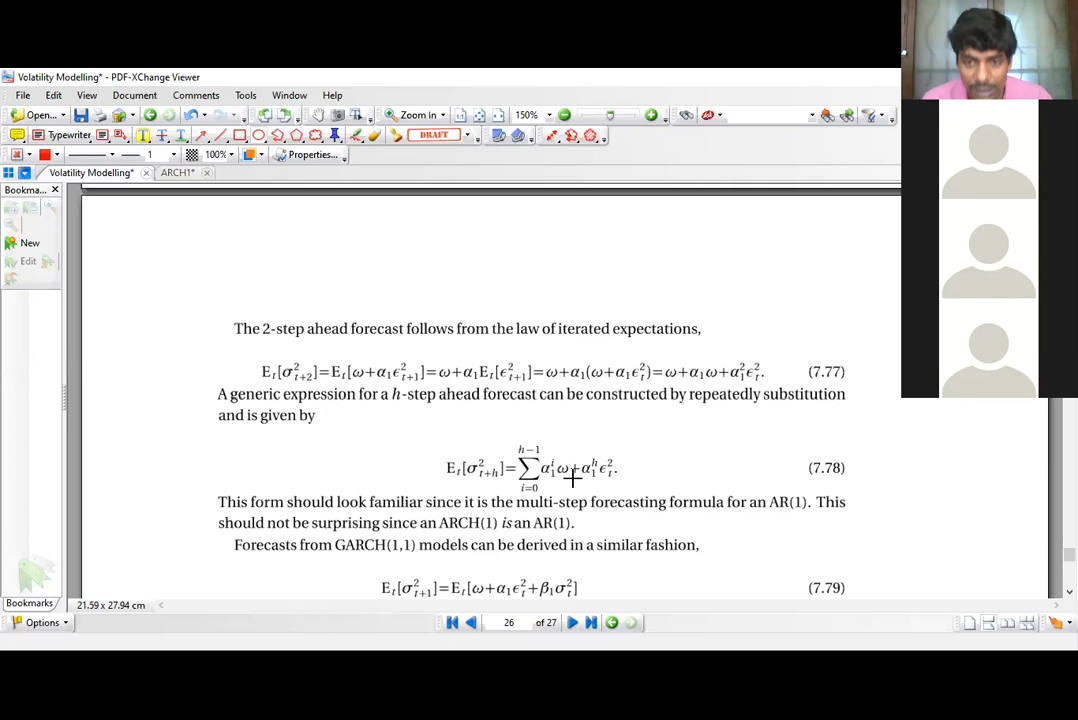 Volatility Modelling* - PDF-XChange Viewer
File Edit View Document Comments Tools Window Help
Open... Zoom In 150%
Typewriter DRAFT
1 100% Properties...
Volatility Modelling* ARCH1*
Bookma...
New
Edit
The 2-step ahead forecast follows from the law of iterated expectations,
E_t[σ²_{t+2}]=E_t[ω+α₁ϵ²_{t+1}]=ω+α₁E_t[ϵ²_{t+1}]=ω+α₁(ω+α₁ϵ²_t)=ω+α₁ω+α₁²ϵ²_t. (7.77)
A generic expression for a h-step ahead forecast can be constructed by repeatedly substitution
and is given by
E_t[σ²_{t+h}]=∑_{i=0}^{h−1} α₁^i ω+α₁^h ϵ²_t. (7.78)
This form should look familiar since it is the multi-step forecasting formula for an AR(1). This
should not be surprising since an ARCH(1) is an AR(1).
Forecasts from GARCH(1,1) models can be derived in a similar fashion,
E_t[σ²_{t+1}]=E_t[ω+α₁ϵ²_t+β₁σ²_t] (7.79)
Bookmarks 21.59 x 27.94 cm
Options 26 of 27